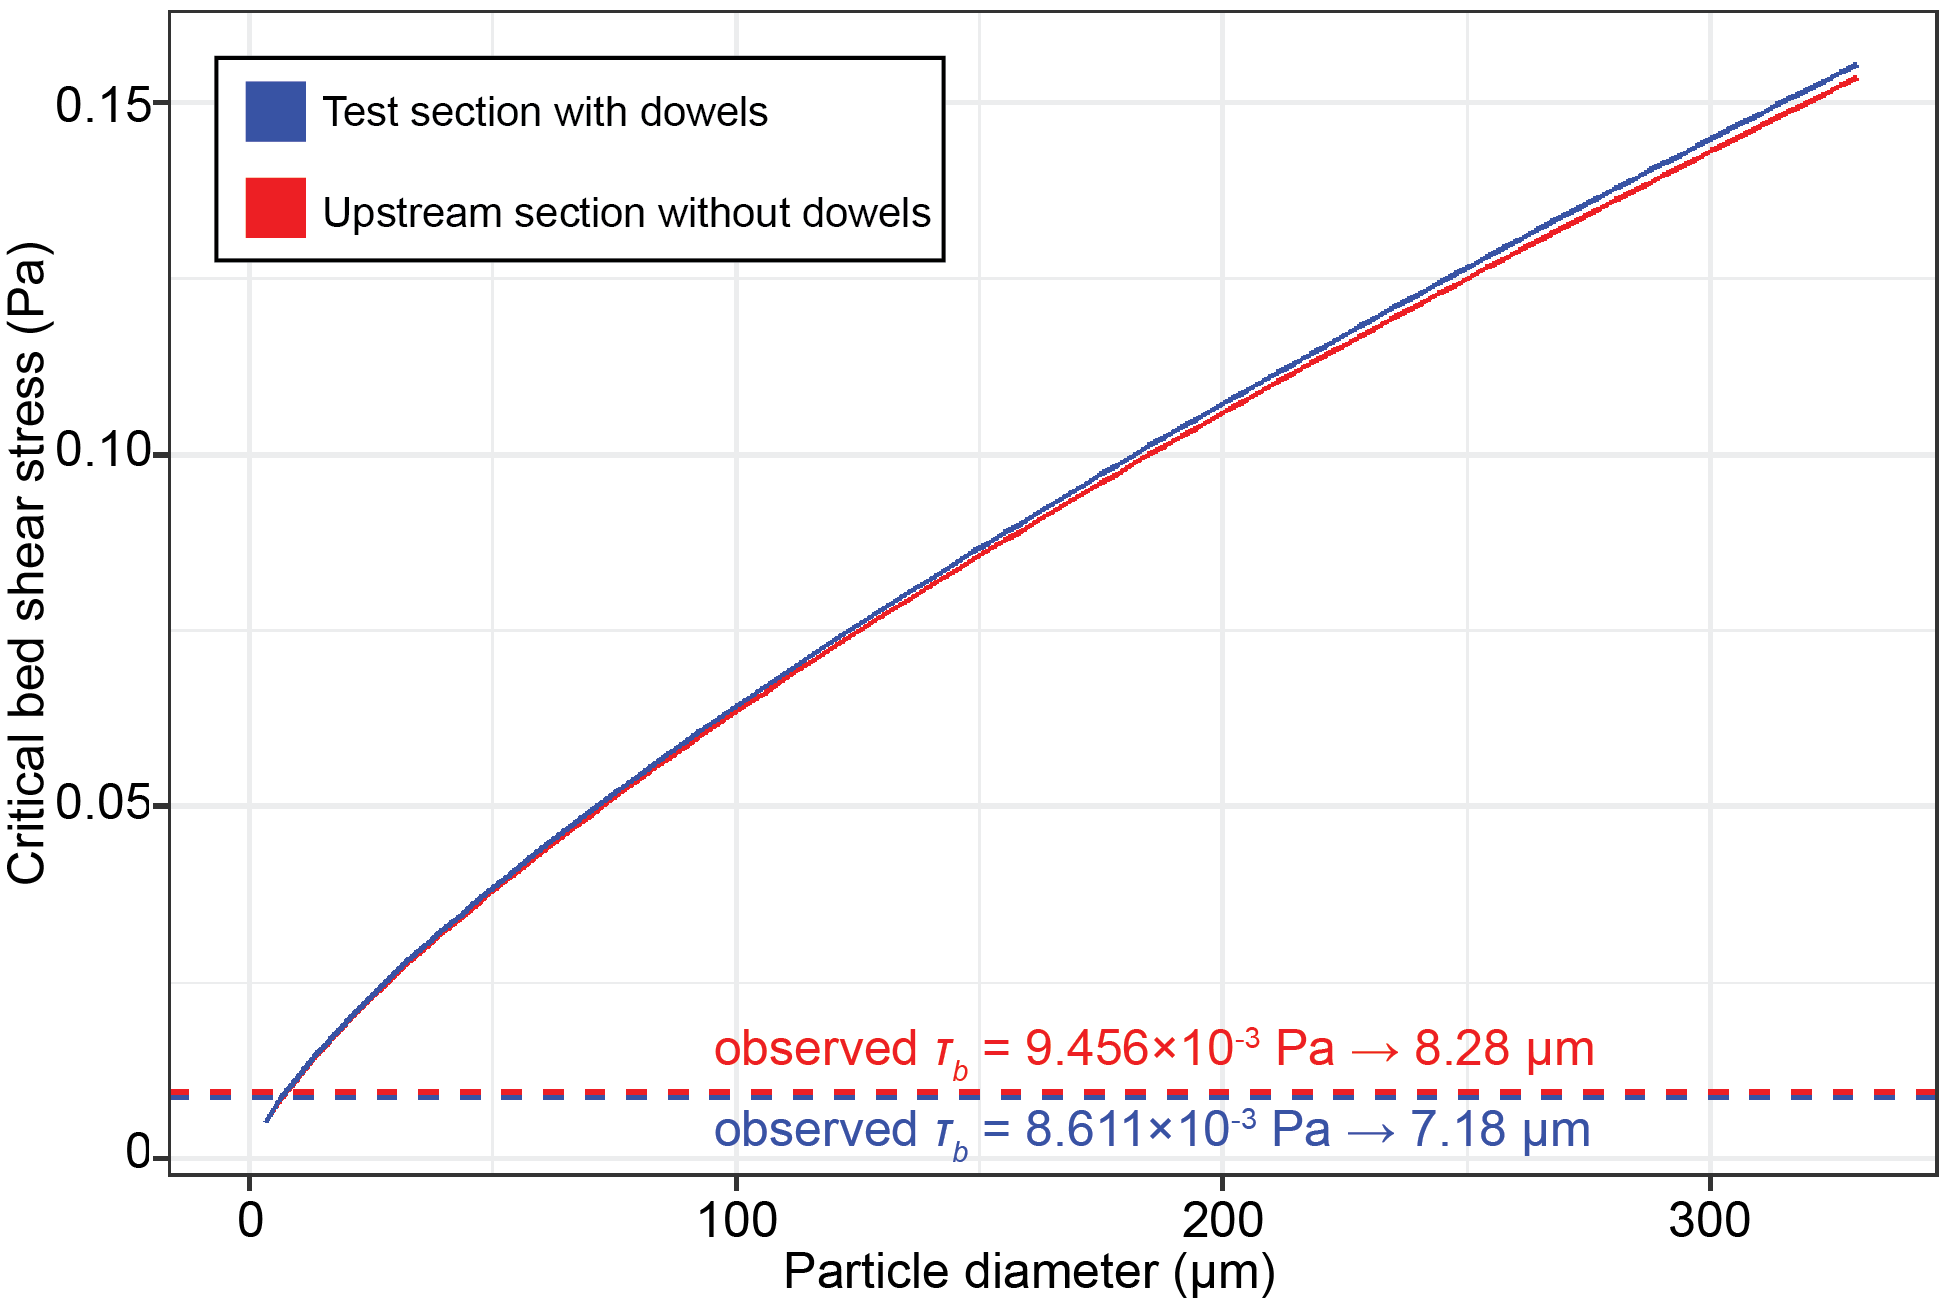 Test section with dowels
Upstream section without dowels
Critical bed shear stress (Pa)
0.15
0.10
0.05
0
observed τb = 9.456×10-3 Pa → 8.28 µm
observed τb = 8.611×10-3 Pa → 7.18 µm
0 100 200 300
Particle diameter (µm)